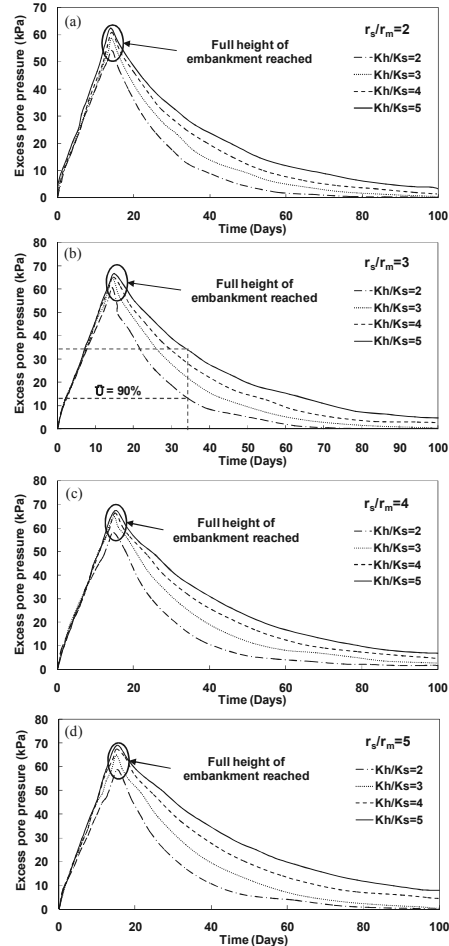 (a)
rs/rm=2
Full height of
embankment reached
Kh/Ks=2
Kh/Ks=3
Kh/Ks=4
Kh/Ks=5
Excess pore pressure (kPa)
70
60
50
40
30
20
10
0
0 20 40 60 80 100
Time (Days)
(b)
rs/rm=3
Full height of
embankment reached
Kh/Ks=2
Kh/Ks=3
Kh/Ks=4
Kh/Ks=5
Ū = 90%
Excess pore pressure (kPa)
80
70
60
50
40
30
20
10
0
0 10 20 30 40 50 60 70 80 90 100
Time (Days)
(c)
rs/rm=4
Full height of
embankment reached
Kh/Ks=2
Kh/Ks=3
Kh/Ks=4
Kh/Ks=5
Excess pore pressure (kPa)
80
70
60
50
40
30
20
10
0
0 20 40 60 80 100
Time (Days)
(d)
rs/rm=5
Full height of
embankment reached
Kh/Ks=2
Kh/Ks=3
Kh/Ks=4
Kh/Ks=5
Excess pore pressure (kPa)
80
70
60
50
40
30
20
10
0
0 20 40 60 80 100
Time (Days)